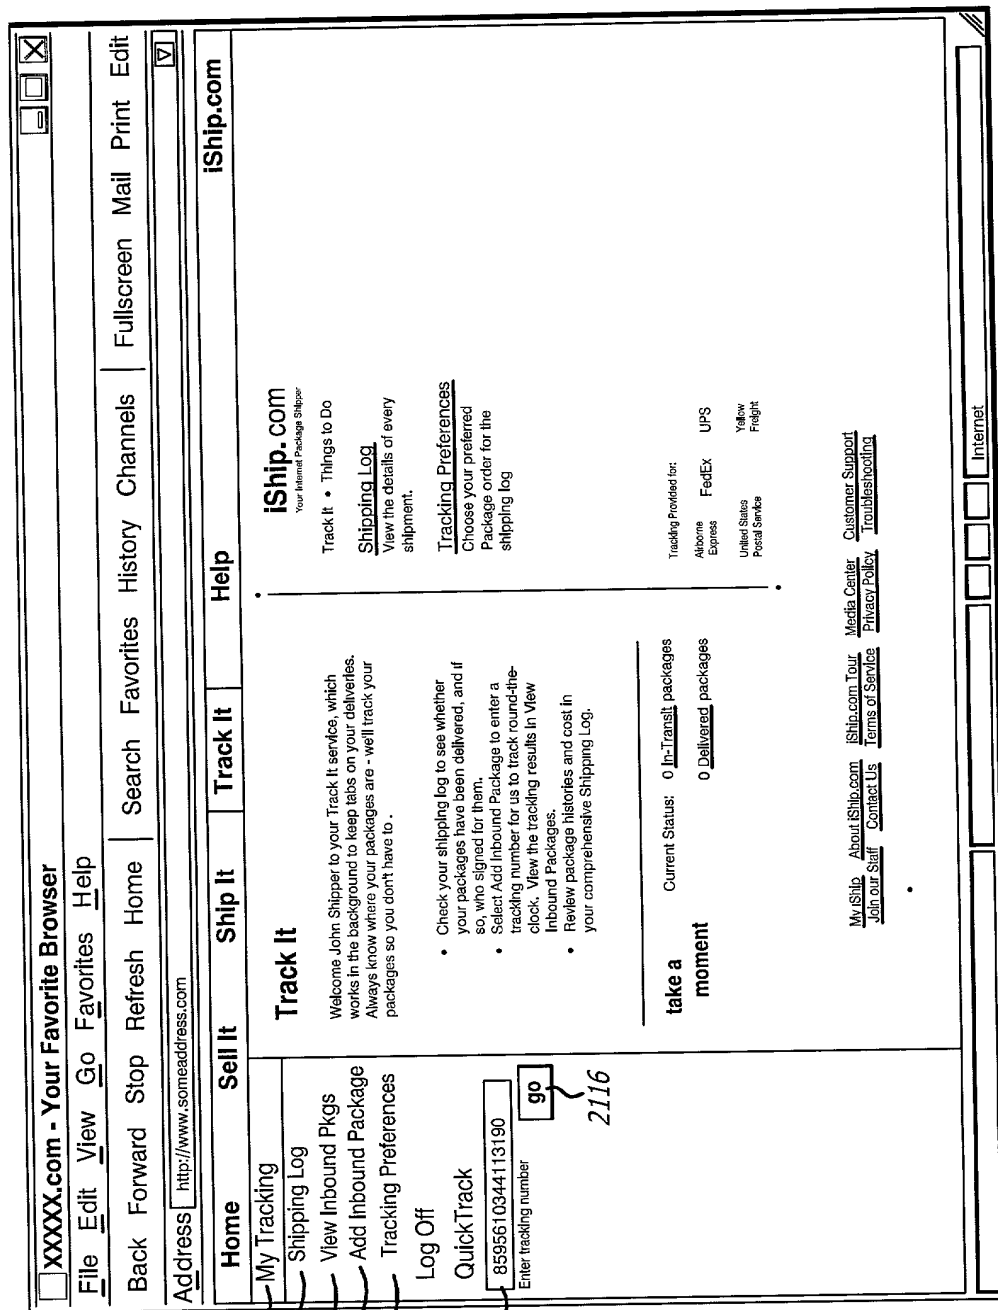 XXXXX.com - Your Favorite Browser
File Edit View Go Favorites Help
Back Forward Stop Refresh Home Search Favorites History Channels Fullscreen Mail Print Edit
Address http://www.someaddress.com
Home Sell It Ship It Track It Help iShip.com
My Tracking
Shipping Log
View Inbound Pkgs
Add Inbound Package
Tracking Preferences
Log Off
QuickTrack
8595610344113190
Enter tracking number
go
2116
Track It
Welcome John Shipper to your Track It service, which
works in the background to keep tabs on your deliveries.
Always know where your packages are - we'll track your
packages so you don't have to .
• Check your shipping log to see whether
your packages have been delivered, and if
so, who signed for them.
• Select Add Inbound Package to enter a
tracking number for us to track round-the-
clock. View the tracking results in View
Inbound Packages.
• Review package histories and cost in
your comprehensive Shipping Log.
take a
moment
Current Status: 0 In-Transit packages
0 Delivered packages
iShip.com
Your Internet Package Shipper
Track It • Things to Do
Shipping Log
View the details of every
shipment.
Tracking Preferences
Choose your preferred
Package order for the
shipping log
Tracking Provided for:
Airborne
Express
FedEx
UPS
United States
Postal Service
Yellow
Freight
My iShip About iShip.com iShip.com Tour Media Center Customer Support
Join our Staff Contact Us Terms of Service Privacy Policy Troubleshooting
Internet